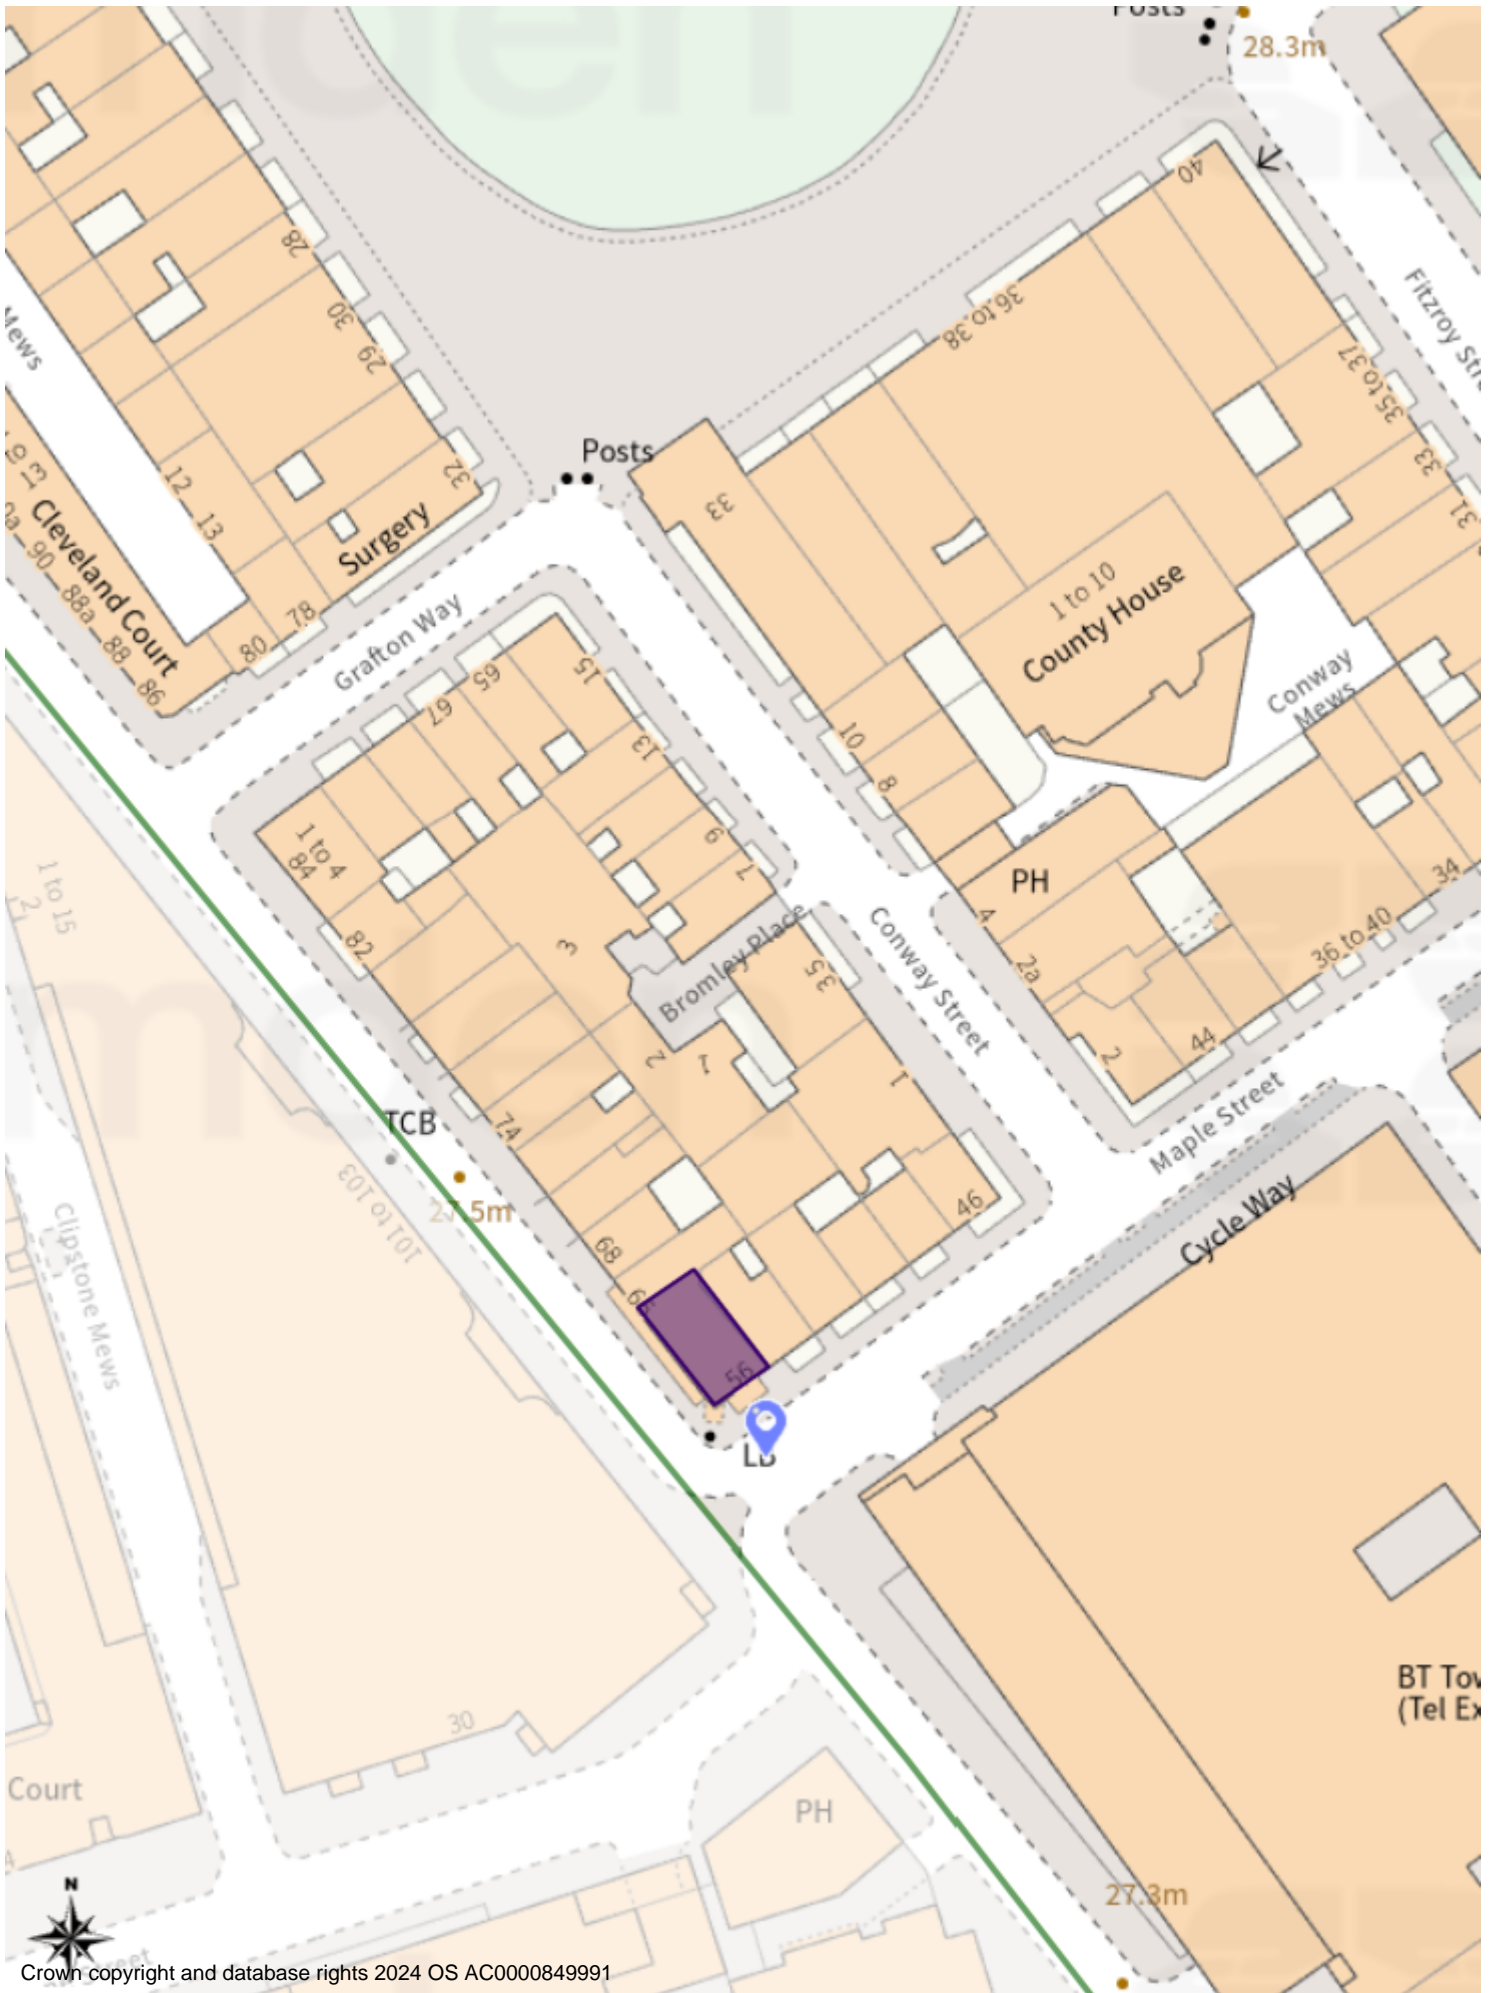 Posts
28.3m
40
Fitzroy Str
28
36 to 38
30
Mews
29
35 to 37
Posts
33
32
33
31
12
13
13
Surgery
Cleveland Court
90
88a
88
86
1 to 10
County House
78
80
Grafton Way
65
67
15
13
Conway
Mews
10
8
9
7
1 to 4
84
PH
34
1 to 15
2
82
3
4
36 to 40
Bromley Place
Conway Street
35
2a
2
1
1
2
44
TCB
74
Maple Street
27.5m
101 to 103
Clipstone Mews
46
Cycle Way
68
56
LB
BT Tow
(Tel Ex
30
Court
PH
27.3m
N
Street
Crown copyright and database rights 2024 OS AC0000849991